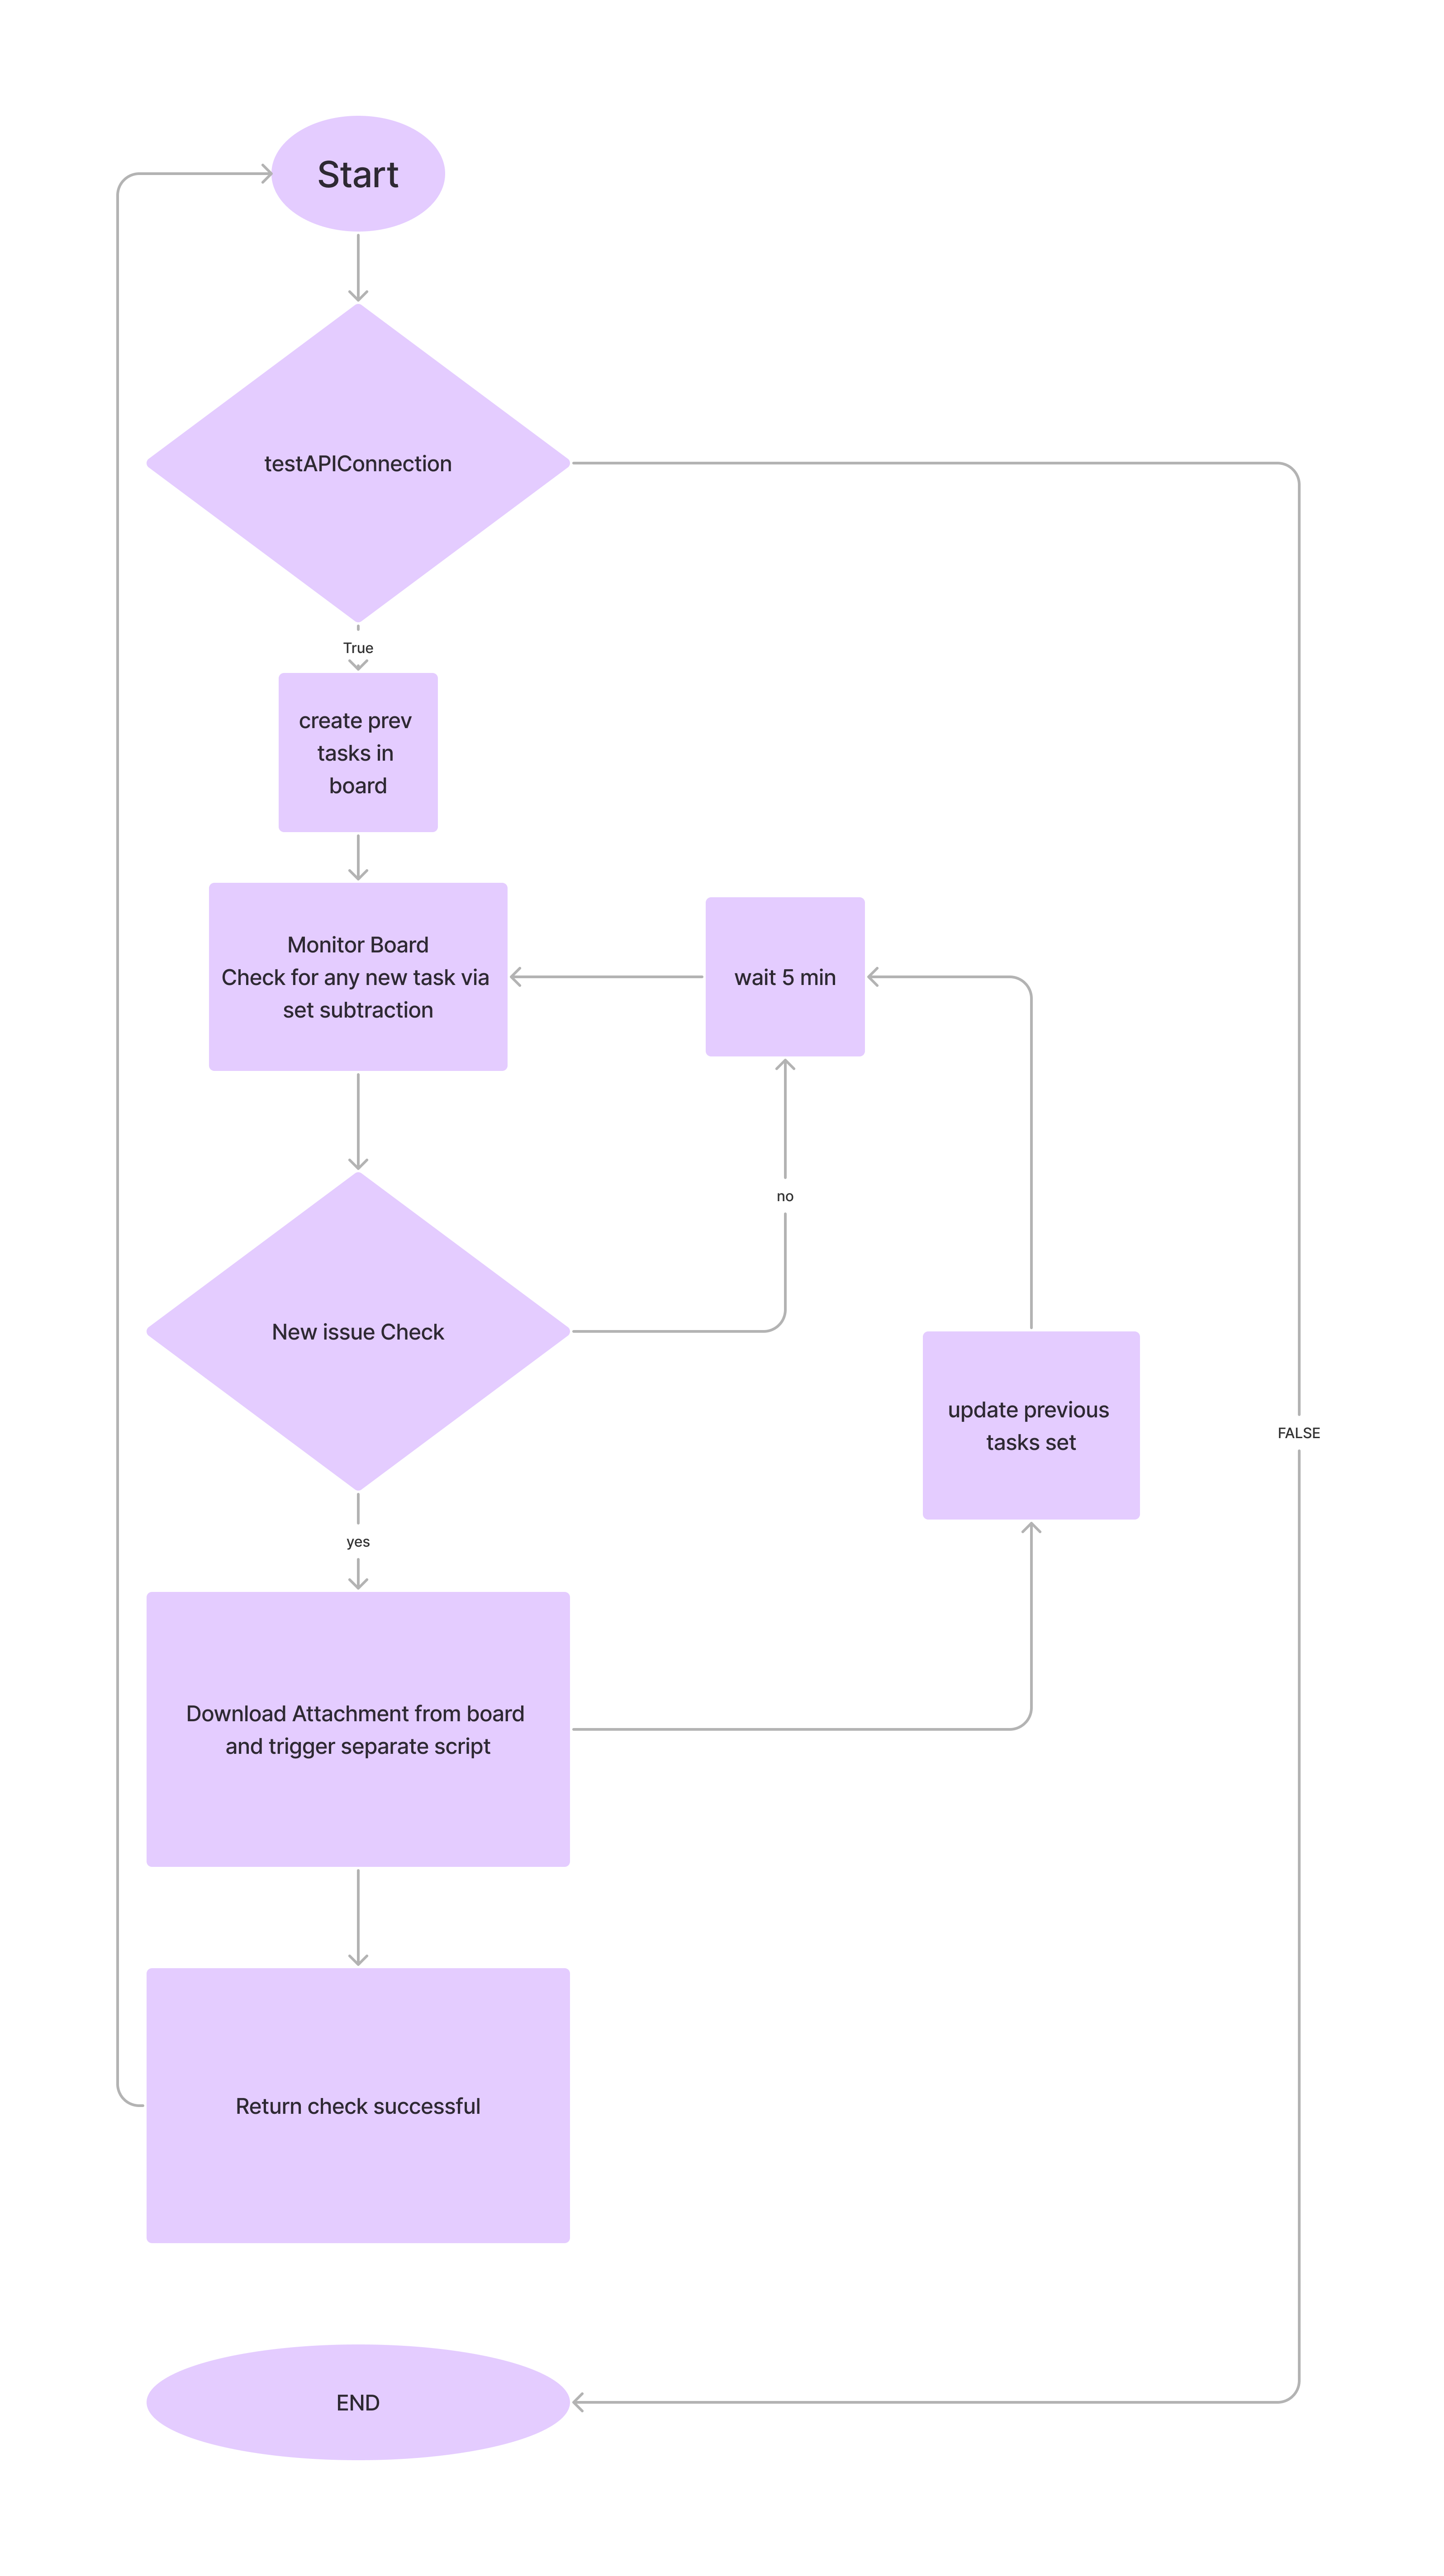 Start
testAPIConnection
True
create prev
tasks in
board
Monitor Board
Check for any new task via
set subtraction
wait 5 min
no
New issue Check
update previous
tasks set
FALSE
yes
Download Attachment from board
and trigger separate script
Return check successful
END